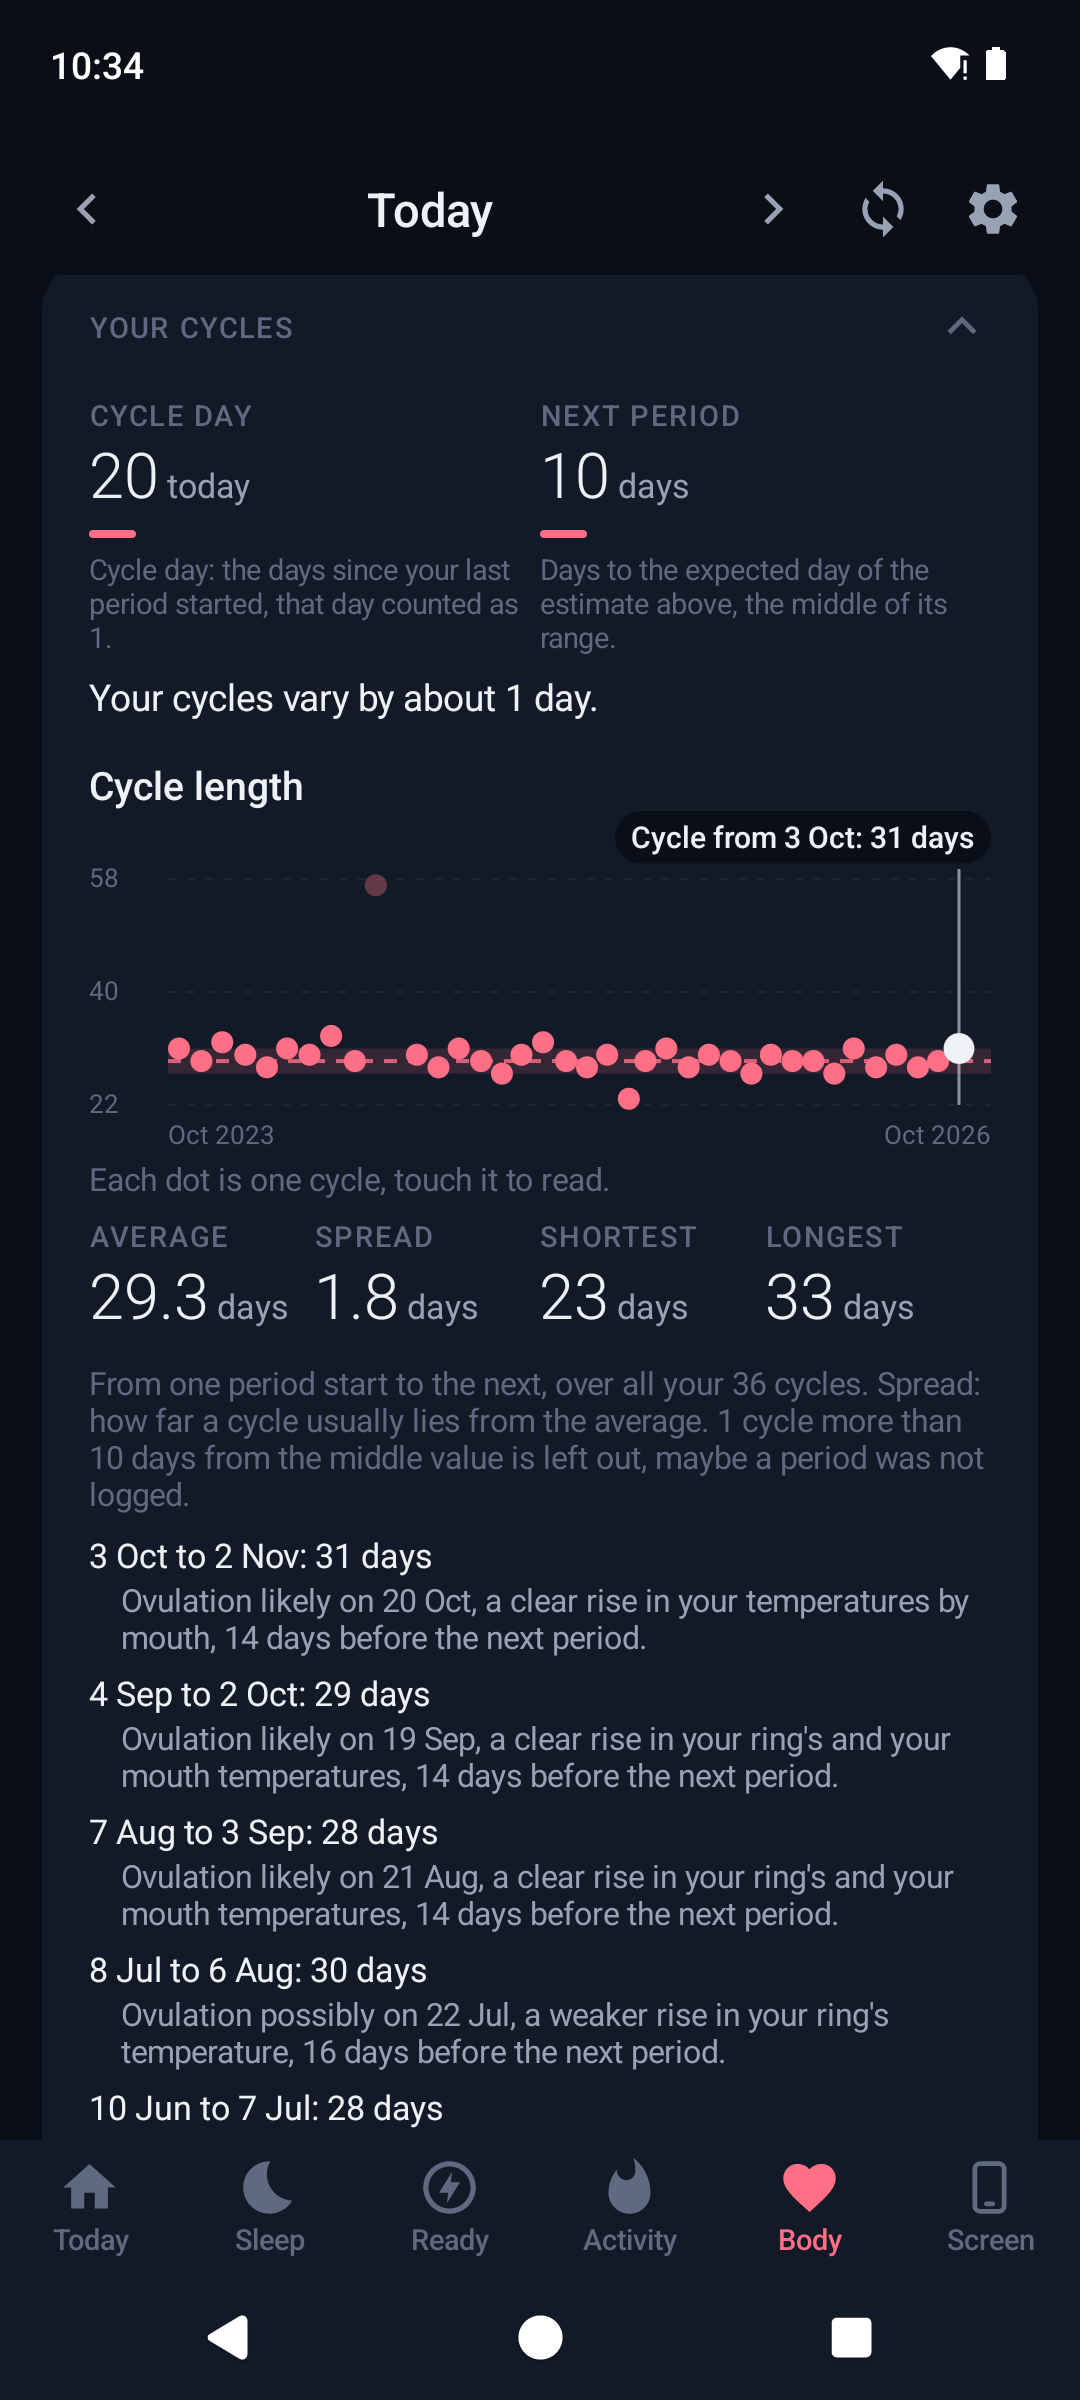 10:34
Today
YOUR CYCLES
CYCLE DAY
20 today
Cycle day: the days since your last
period started, that day counted as
1.
NEXT PERIOD
10 days
Days to the expected day of the
estimate above, the middle of its
range.
Your cycles vary by about 1 day.
Cycle length
Cycle from 3 Oct: 31 days
58
40
22
Oct 2023
Oct 2026
Each dot is one cycle, touch it to read.
AVERAGE
29.3 days
SPREAD
1.8 days
SHORTEST
23 days
LONGEST
33 days
From one period start to the next, over all your 36 cycles. Spread:
how far a cycle usually lies from the average. 1 cycle more than
10 days from the middle value is left out, maybe a period was not
logged.
3 Oct to 2 Nov: 31 days
Ovulation likely on 20 Oct, a clear rise in your temperatures by
mouth, 14 days before the next period.
4 Sep to 2 Oct: 29 days
Ovulation likely on 19 Sep, a clear rise in your ring's and your
mouth temperatures, 14 days before the next period.
7 Aug to 3 Sep: 28 days
Ovulation likely on 21 Aug, a clear rise in your ring's and your
mouth temperatures, 14 days before the next period.
8 Jul to 6 Aug: 30 days
Ovulation possibly on 22 Jul, a weaker rise in your ring's
temperature, 16 days before the next period.
10 Jun to 7 Jul: 28 days
Today
Sleep
Ready
Activity
Body
Screen